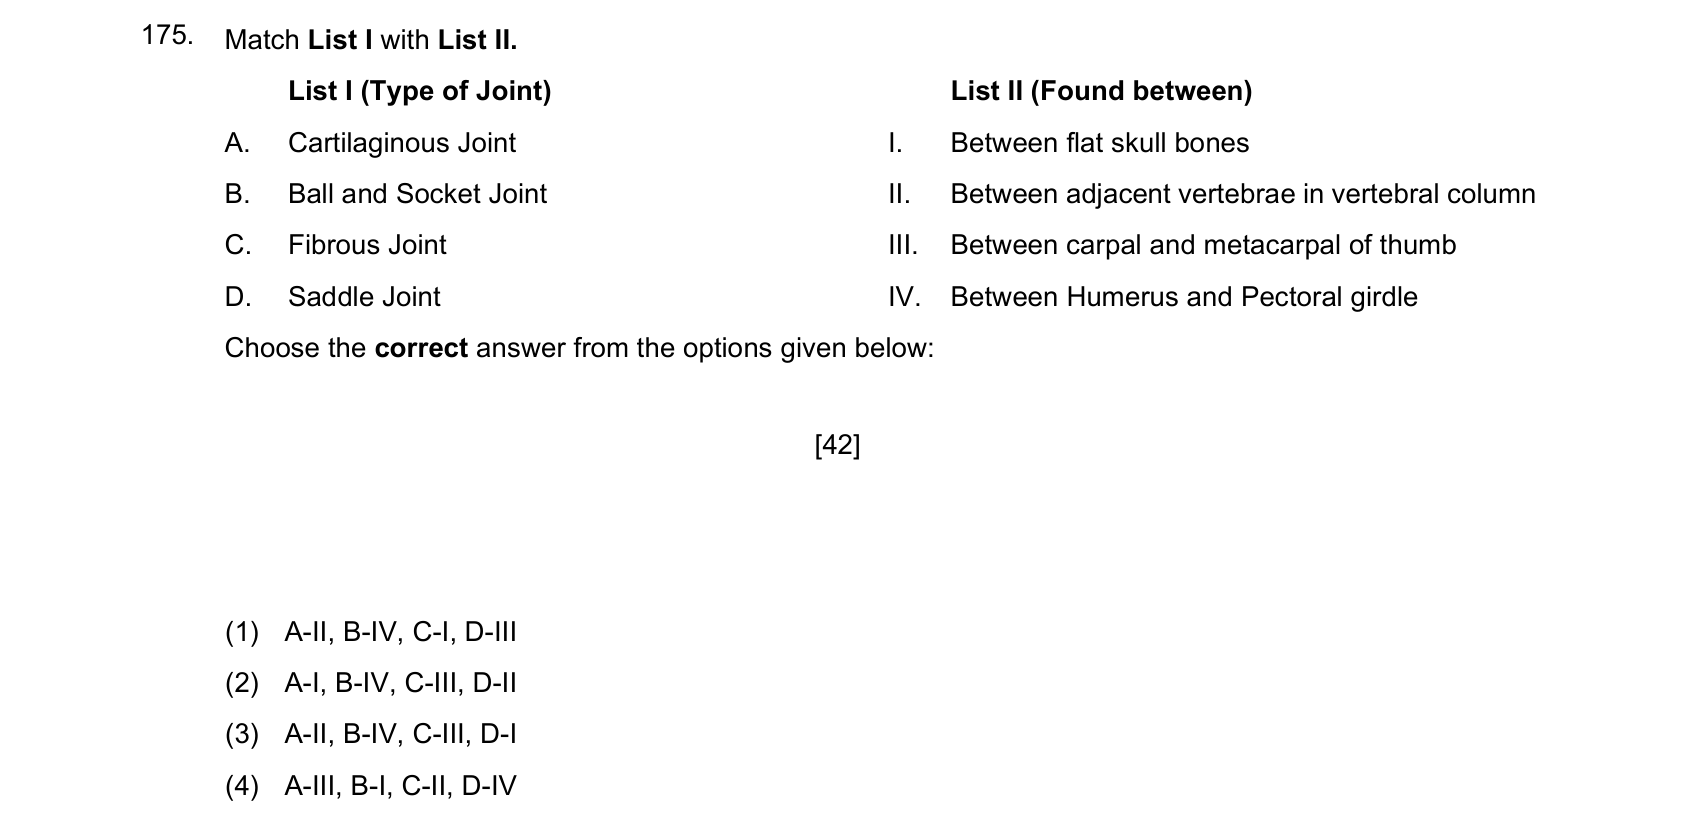 175. Match List I with List II.
List I (Type of Joint) List II (Found between)
A. Cartilaginous Joint I. Between flat skull bones
B. Ball and Socket Joint II. Between adjacent vertebrae in vertebral column
C. Fibrous Joint III. Between carpal and metacarpal of thumb
D. Saddle Joint IV. Between Humerus and Pectoral girdle
Choose the correct answer from the options given below:
[42]
(1) A-II, B-IV, C-I, D-III
(2) A-I, B-IV, C-III, D-II
(3) A-II, B-IV, C-III, D-I
(4) A-III, B-I, C-II, D-IV